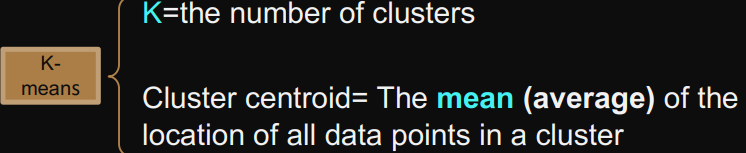 K=the number of clusters
K-
means
Cluster centroid= The mean (average) of the
location of all data points in a cluster